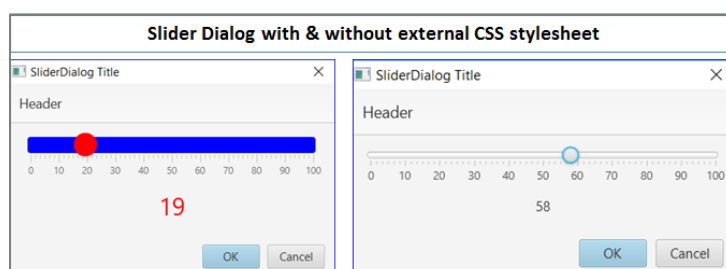 Slider Dialog with & without external CSS stylesheet
SliderDialog Title
Header
0 10 20 30 40 50 60 70 80 90 100
19
OK Cancel
SliderDialog Title
Header
0 10 20 30 40 50 60 70 80 90 100
58
OK Cancel